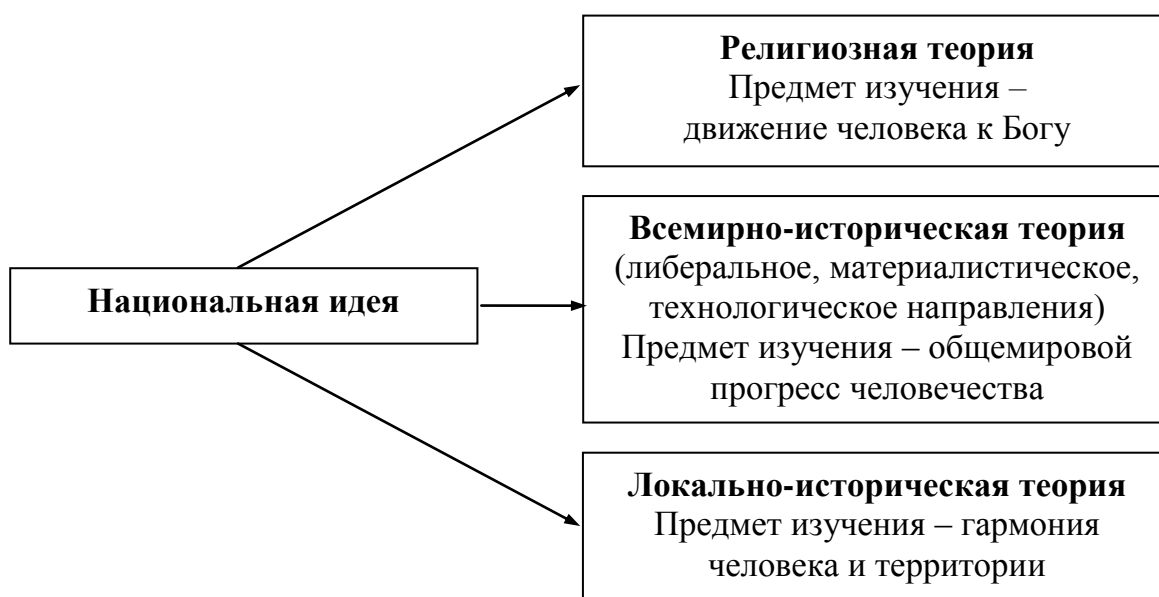 Религиозная теория
Предмет изучения –
движение человека к Богу
Национальная идея
Всемирно-историческая теория
(либеральное, материалистическое,
технологическое направления)
Предмет изучения – общемировой
прогресс человечества
Локально-историческая теория
Предмет изучения – гармония
человека и территории